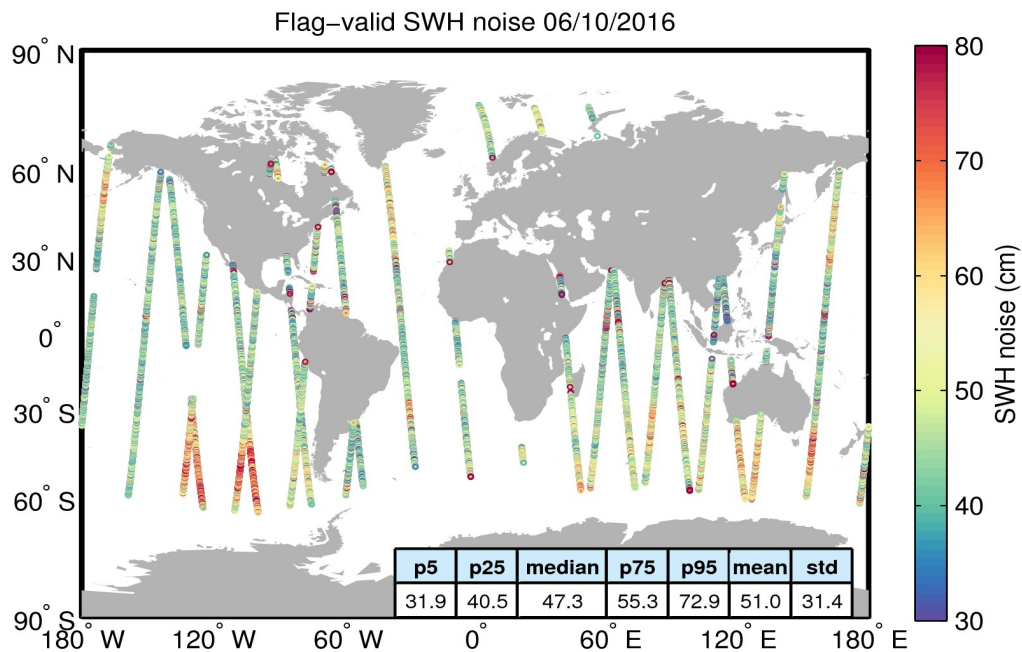 Flag−valid SWH noise 06/10/2016
90° N
60° N
30° N
0°
30° S
60° S
90° S
180° W
120° W
60° W
0°
60° E
120° E
180° E
p5 p25 median p75 p95 mean std
31.9 40.5 47.3 55.3 72.9 51.0 31.4
80
70
60
50
40
30
SWH noise (cm)